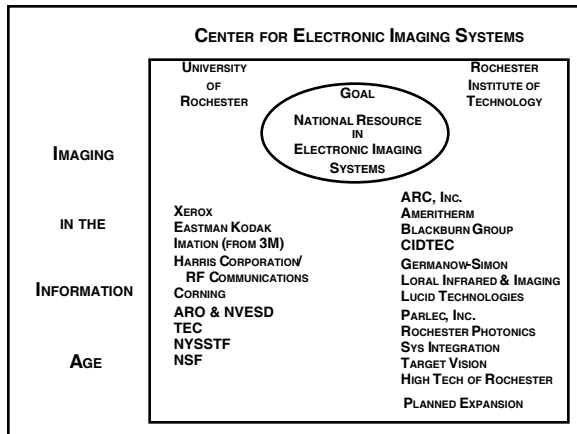 CENTER FOR ELECTRONIC IMAGING SYSTEMS
UNIVERSITY
OF
ROCHESTER
GOAL
NATIONAL RESOURCE
IN
ELECTRONIC IMAGING
SYSTEMS
ROCHESTER
INSTITUTE OF
TECHNOLOGY
IMAGING
IN THE
INFORMATION
AGE
XEROX
EASTMAN KODAK
IMATION (FROM 3M)
HARRIS CORPORATION/
RF COMMUNICATIONS
CORNING
ARO & NVESD
TEC
NYSSTF
NSF
ARC, INC.
AMERITHERM
BLACKBURN GROUP
CIDTEC
GERMANOW-SIMON
LORAL INFRARED & IMAGING
LUCID TECHNOLOGIES
PARLEC, INC.
ROCHESTER PHOTONICS
SYS INTEGRATION
TARGET VISION
HIGH TECH OF ROCHESTER
PLANNED EXPANSION